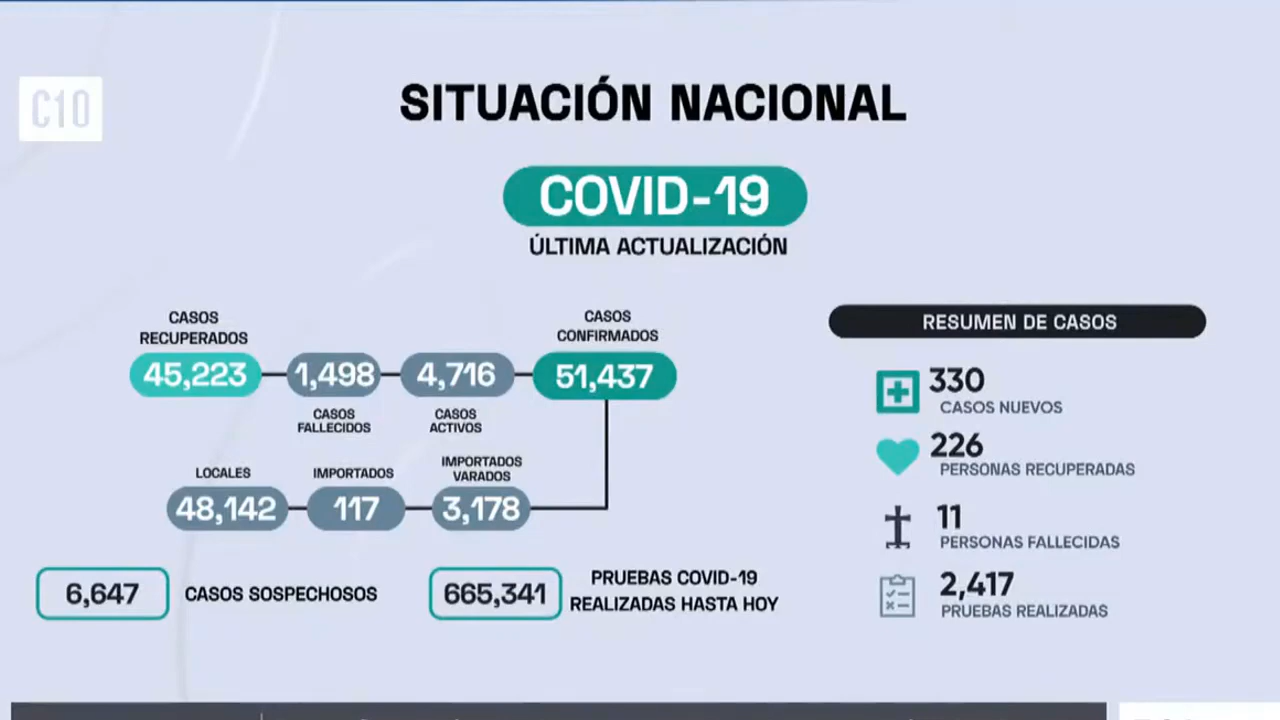 C10
SITUACIÓN NACIONAL
COVID-19
ÚLTIMA ACTUALIZACIÓN
CASOS
RECUPERADOS
45,223
1,498
CASOS
FALLECIDOS
4,716
CASOS
ACTIVOS
CASOS
CONFIRMADOS
51,437
LOCALES
48,142
IMPORTADOS
117
IMPORTADOS
VARADOS
3,178
6,647
CASOS SOSPECHOSOS
665,341
PRUEBAS COVID-19
REALIZADAS HASTA HOY
RESUMEN DE CASOS
330
CASOS NUEVOS
226
PERSONAS RECUPERADAS
11
PERSONAS FALLECIDAS
2,417
PRUEBAS REALIZADAS